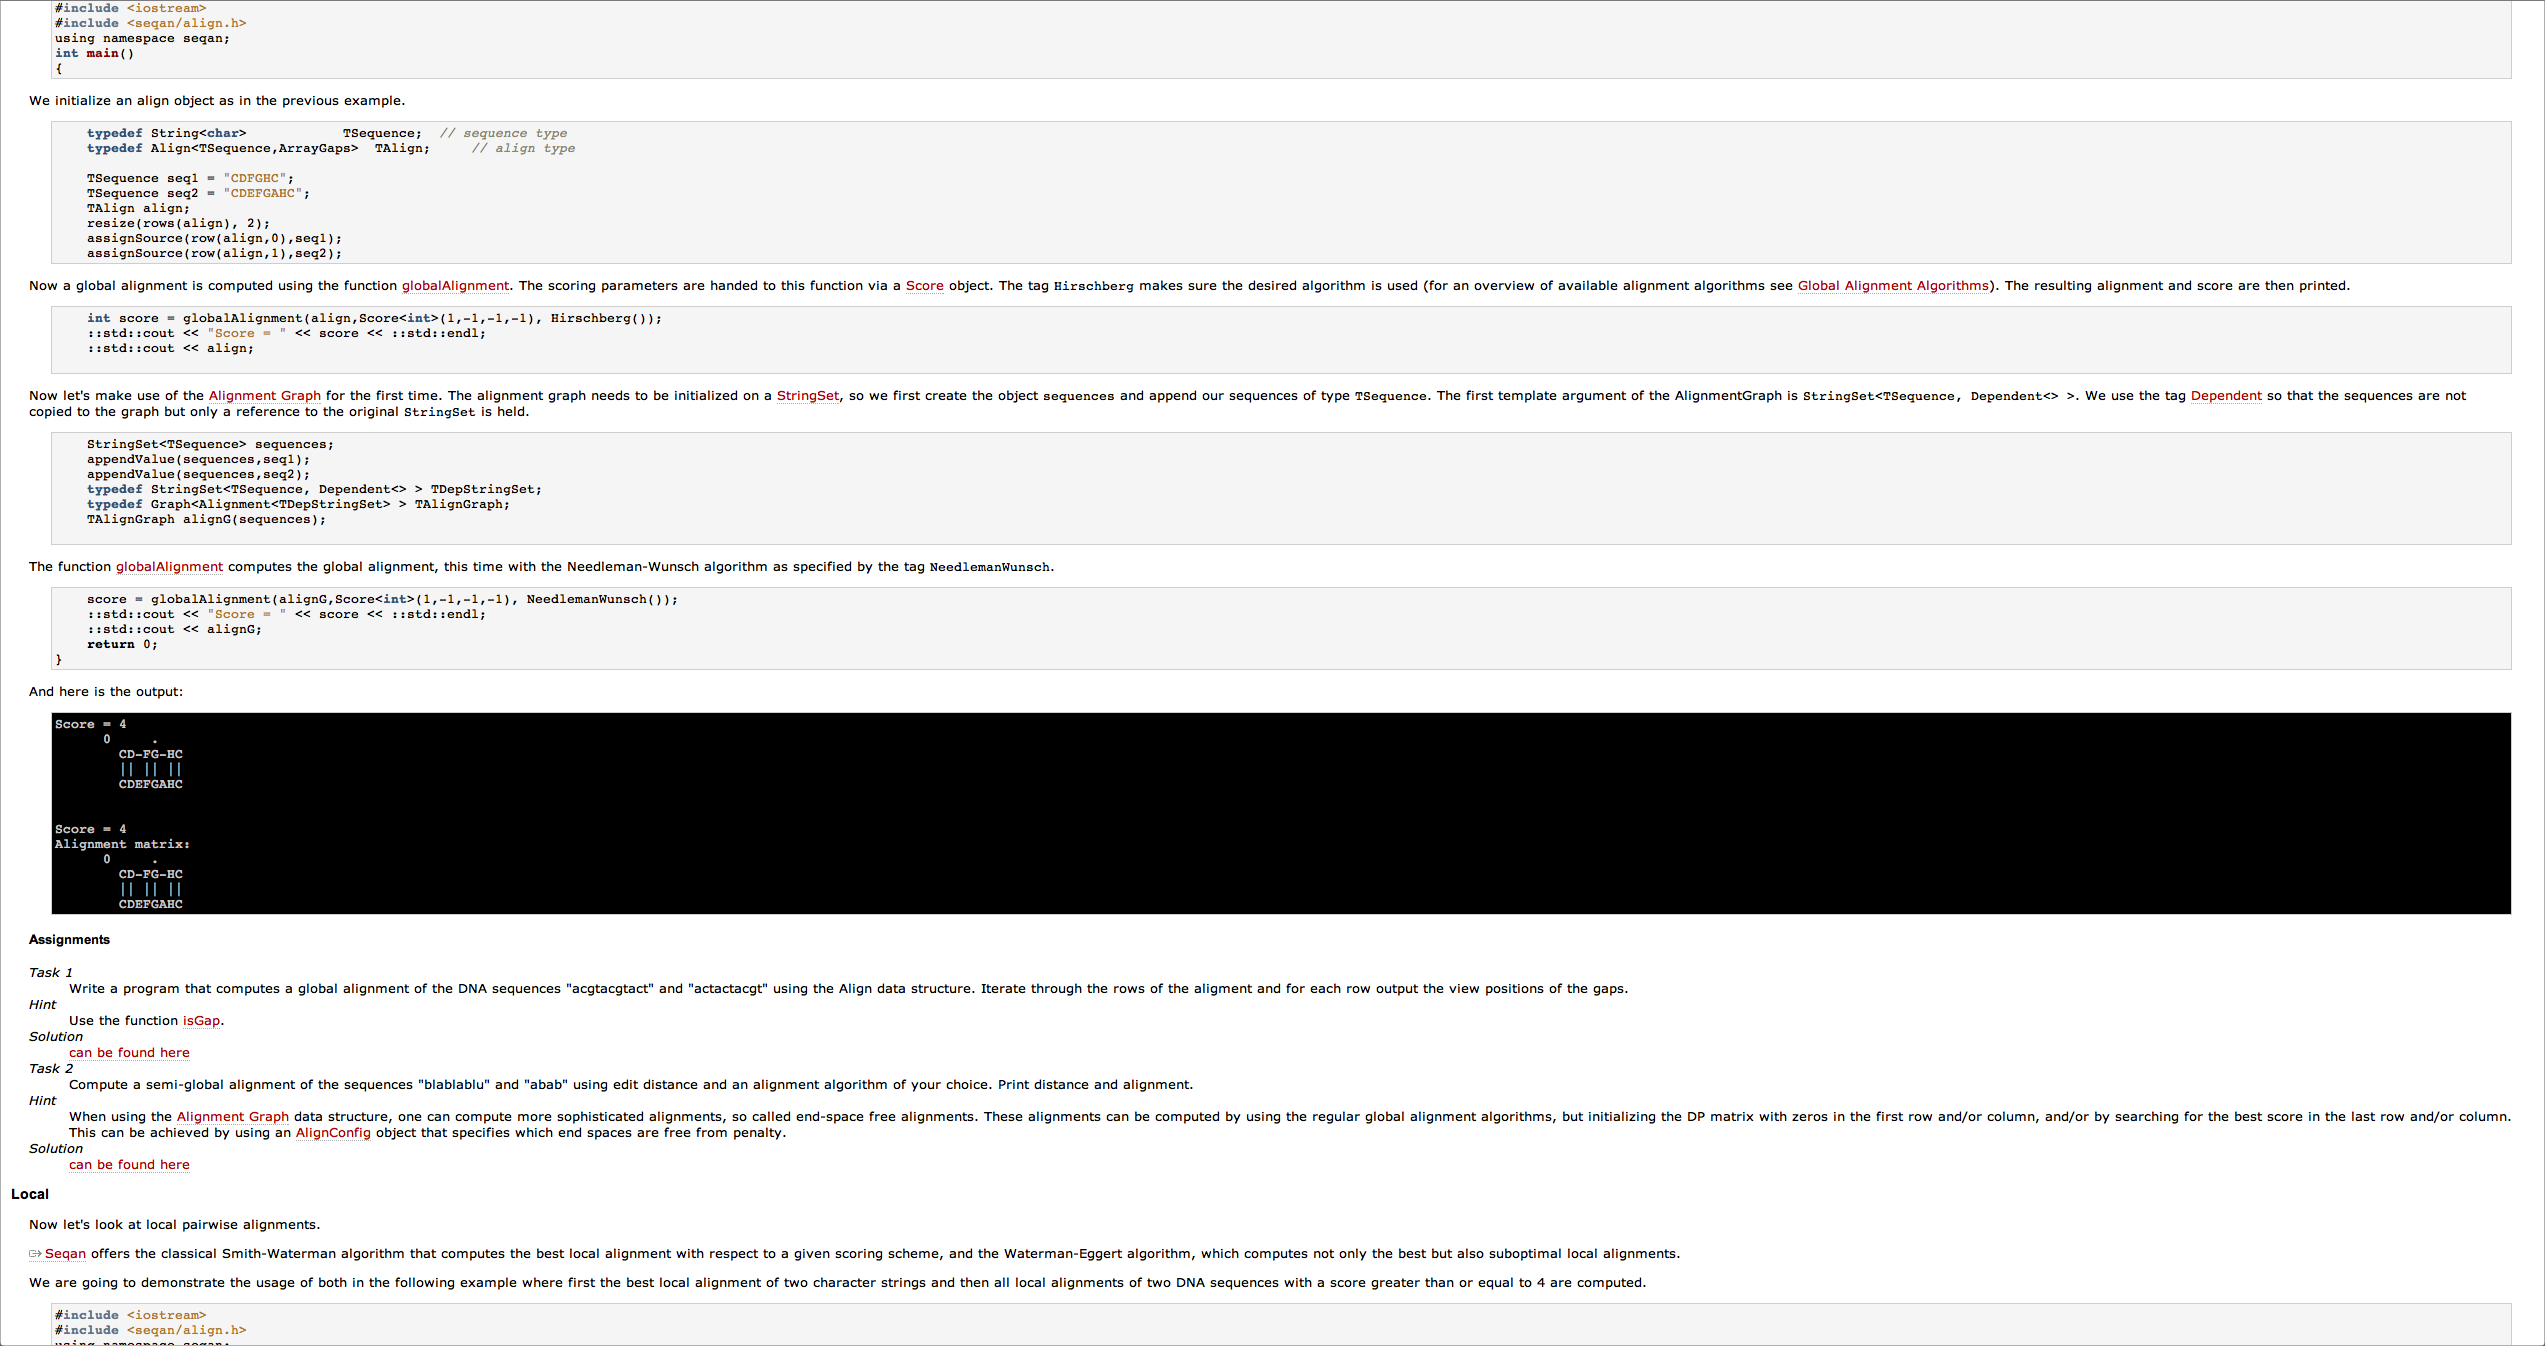 #include <iostream>
#include <seqan/align.h>
using namespace seqan;
int main()
{
We initialize an align object as in the previous example.
    typedef String<char>            TSequence;  // sequence type
    typedef Align<TSequence,ArrayGaps>  TAlign;     // align type
    TSequence seq1 = "CDFGHC";
    TSequence seq2 = "CDEFGAHC";
    TAlign align;
    resize(rows(align), 2);
    assignSource(row(align,0),seq1);
    assignSource(row(align,1),seq2);
Now a global alignment is computed using the function globalAlignment. The scoring parameters are handed to this function via a Score object. The tag Hirschberg makes sure the desired algorithm is used (for an overview of available alignment algorithms see Global Alignment Algorithms). The resulting alignment and score are then printed.
    int score = globalAlignment(align,Score<int>(1,-1,-1,-1), Hirschberg());
    ::std::cout << "Score = " << score << ::std::endl;
    ::std::cout << align;
Now let's make use of the Alignment Graph for the first time. The alignment graph needs to be initialized on a StringSet, so we first create the object sequences and append our sequences of type TSequence. The first template argument of the AlignmentGraph is StringSet<TSequence, Dependent<> >. We use the tag Dependent so that the sequences are not
copied to the graph but only a reference to the original StringSet is held.
    StringSet<TSequence> sequences;
    appendValue(sequences,seq1);
    appendValue(sequences,seq2);
    typedef StringSet<TSequence, Dependent<> > TDepStringSet;
    typedef Graph<Alignment<TDepStringSet> > TAlignGraph;
    TAlignGraph alignG(sequences);
The function globalAlignment computes the global alignment, this time with the Needleman-Wunsch algorithm as specified by the tag NeedlemanWunsch.
    score = globalAlignment(alignG,Score<int>(1,-1,-1,-1), NeedlemanWunsch());
    ::std::cout << "Score = " << score << ::std::endl;
    ::std::cout << alignG;
    return 0;
}
And here is the output:
Score = 4
      0     .
        CD-FG-HC
        || || ||
        CDEFGAHC
Score = 4
Alignment matrix:
      0     .
        CD-FG-HC
        || || ||
        CDEFGAHC
Assignments
Task 1
Write a program that computes a global alignment of the DNA sequences "acgtacgtact" and "actactacgt" using the Align data structure. Iterate through the rows of the aligment and for each row output the view positions of the gaps.
Hint
Use the function isGap.
Solution
can be found here
Task 2
Compute a semi-global alignment of the sequences "blablablu" and "abab" using edit distance and an alignment algorithm of your choice. Print distance and alignment.
Hint
When using the Alignment Graph data structure, one can compute more sophisticated alignments, so called end-space free alignments. These alignments can be computed by using the regular global alignment algorithms, but initializing the DP matrix with zeros in the first row and/or column, and/or by searching for the best score in the last row and/or column.
This can be achieved by using an AlignConfig object that specifies which end spaces are free from penalty.
Solution
can be found here
Local
Now let's look at local pairwise alignments.
Seqan offers the classical Smith-Waterman algorithm that computes the best local alignment with respect to a given scoring scheme, and the Waterman-Eggert algorithm, which computes not only the best but also suboptimal local alignments.
We are going to demonstrate the usage of both in the following example where first the best local alignment of two character strings and then all local alignments of two DNA sequences with a score greater than or equal to 4 are computed.
#include <iostream>
#include <seqan/align.h>
using namespace seqan;